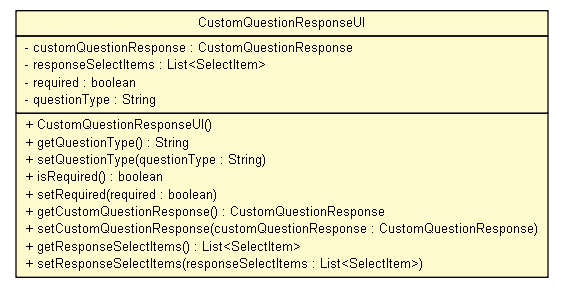 CustomQuestionResponseUI
- customQuestionResponse : CustomQuestionResponse
- responseSelectItems : List<SelectItem>
- required : boolean
- questionType : String
+ CustomQuestionResponseUI()
+ getQuestionType() : String
+ setQuestionType(questionType : String)
+ isRequired() : boolean
+ setRequired(required : boolean)
+ getCustomQuestionResponse() : CustomQuestionResponse
+ setCustomQuestionResponse(customQuestionResponse : CustomQuestionResponse)
+ getResponseSelectItems() : List<SelectItem>
+ setResponseSelectItems(responseSelectItems : List<SelectItem>)